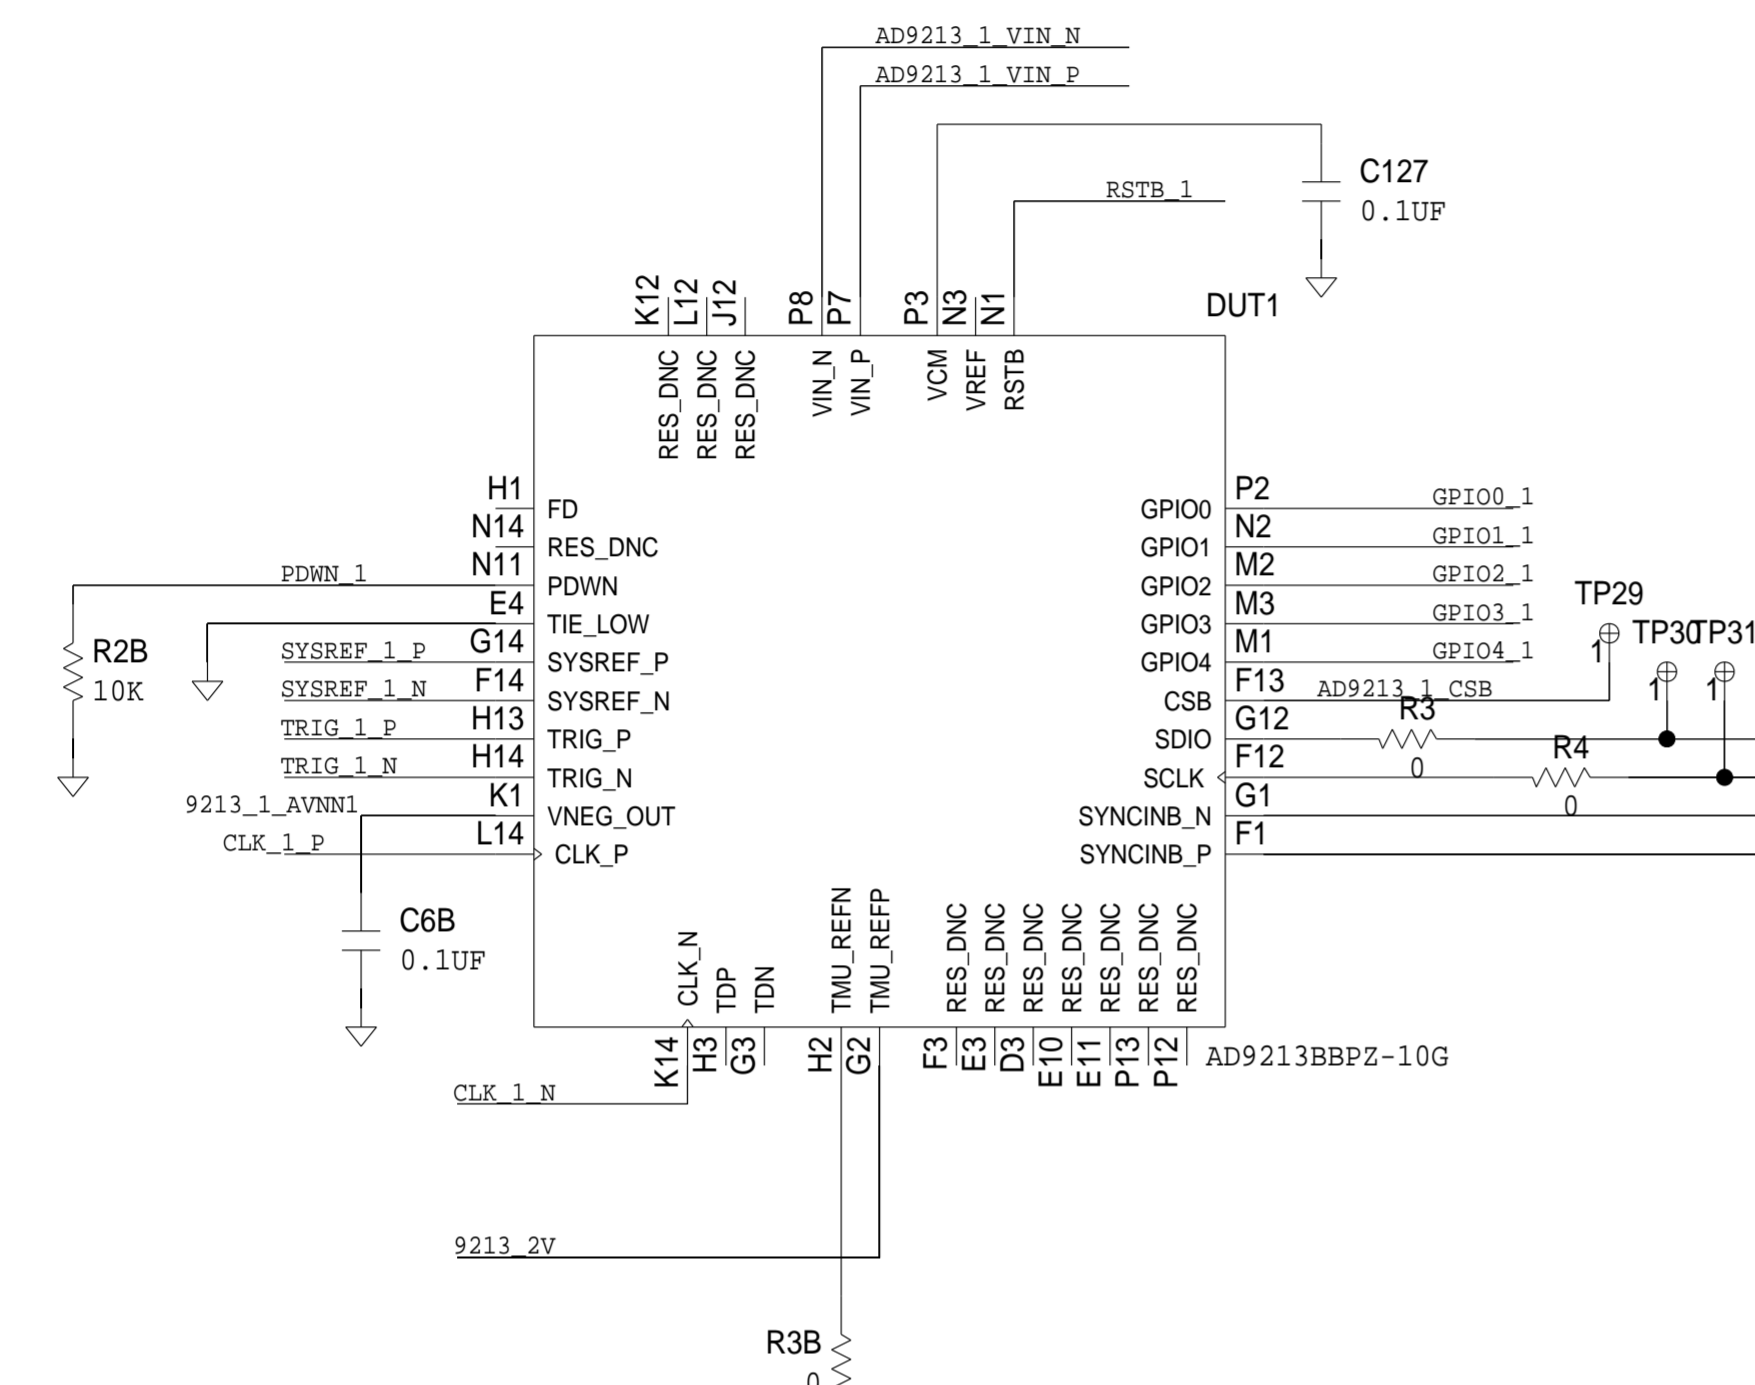 AD9213_1_VIN_N
AD9213_1_VIN_P
C127
0.1UF
RSTB_1
K12
L12
J12
P8
P7
P3
N3
N1
DUT1
RES_DNC
RES_DNC
RES_DNC
VIN_N
VIN_P
VCM
VREF
RSTB
H1
FD
N14
RES_DNC
PDWN_1
N11
PDWN
E4
TIE_LOW
R2B
10K
SYSREF_1_P
G14
SYSREF_P
SYSREF_1_N
F14
SYSREF_N
TRIG_1_P
H13
TRIG_P
TRIG_1_N
H14
TRIG_N
9213_1_AVNN1
K1
VNEG_OUT
CLK_1_P
L14
CLK_P
C6B
0.1UF
GPIO0
P2
GPIO0_1
GPIO1
N2
GPIO1_1
GPIO2
M2
GPIO2_1
GPIO3
M3
GPIO3_1
GPIO4
M1
GPIO4_1
TP29
1
TP30
1
TP31
1
CSB
F13
AD9213_1_CSB
SDIO
G12
R3
0
SCLK
F12
R4
0
SYNCINB_N
G1
SYNCINB_P
F1
CLK_N
TDP
TDN
TMU_REFN
TMU_REFP
RES_DNC
RES_DNC
RES_DNC
RES_DNC
RES_DNC
RES_DNC
RES_DNC
K14
H3
G3
H2
G2
F3
E3
D3
E10
E11
P13
P12
AD9213BBPZ-10G
CLK_1_N
9213_2V
R3B
0